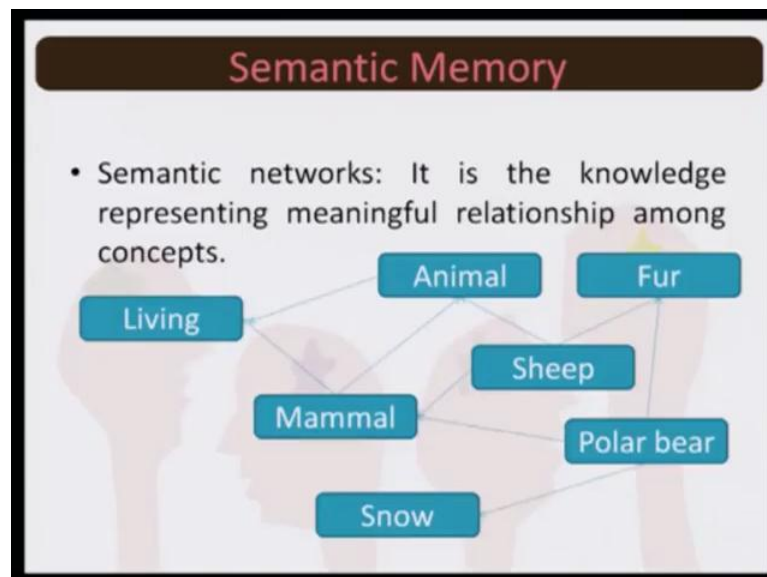 Semantic Memory
• Semantic networks: It is the knowledge
representing meaningful relationship among
concepts.
Animal
Fur
Living
Sheep
Mammal
Polar bear
Snow